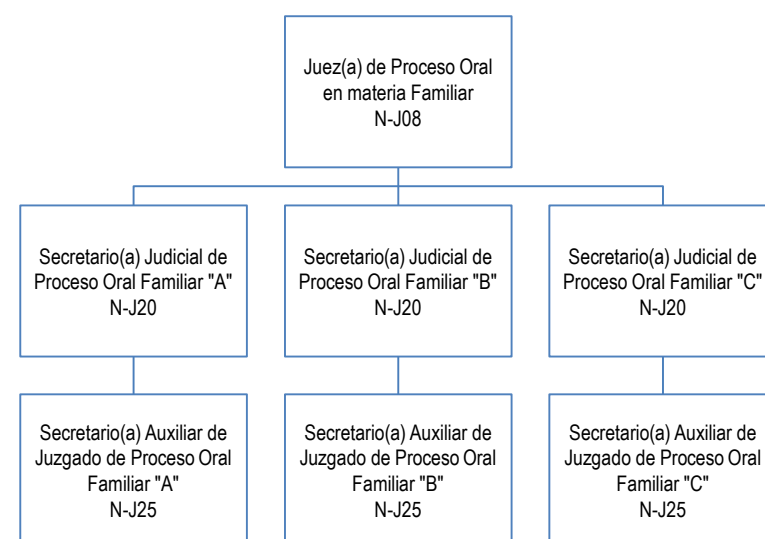 Juez(a) de Proceso Oral
en materia Familiar
N-J08
Secretario(a) Judicial de
Proceso Oral Familiar "A"
N-J20
Secretario(a) Judicial de
Proceso Oral Familiar "B"
N-J20
Secretario(a) Judicial de
Proceso Oral Familiar "C"
N-J20
Secretario(a) Auxiliar de
Juzgado de Proceso Oral
Familiar "A"
N-J25
Secretario(a) Auxiliar de
Juzgado de Proceso Oral
Familiar "B"
N-J25
Secretario(a) Auxiliar de
Juzgado de Proceso Oral
Familiar "C"
N-J25